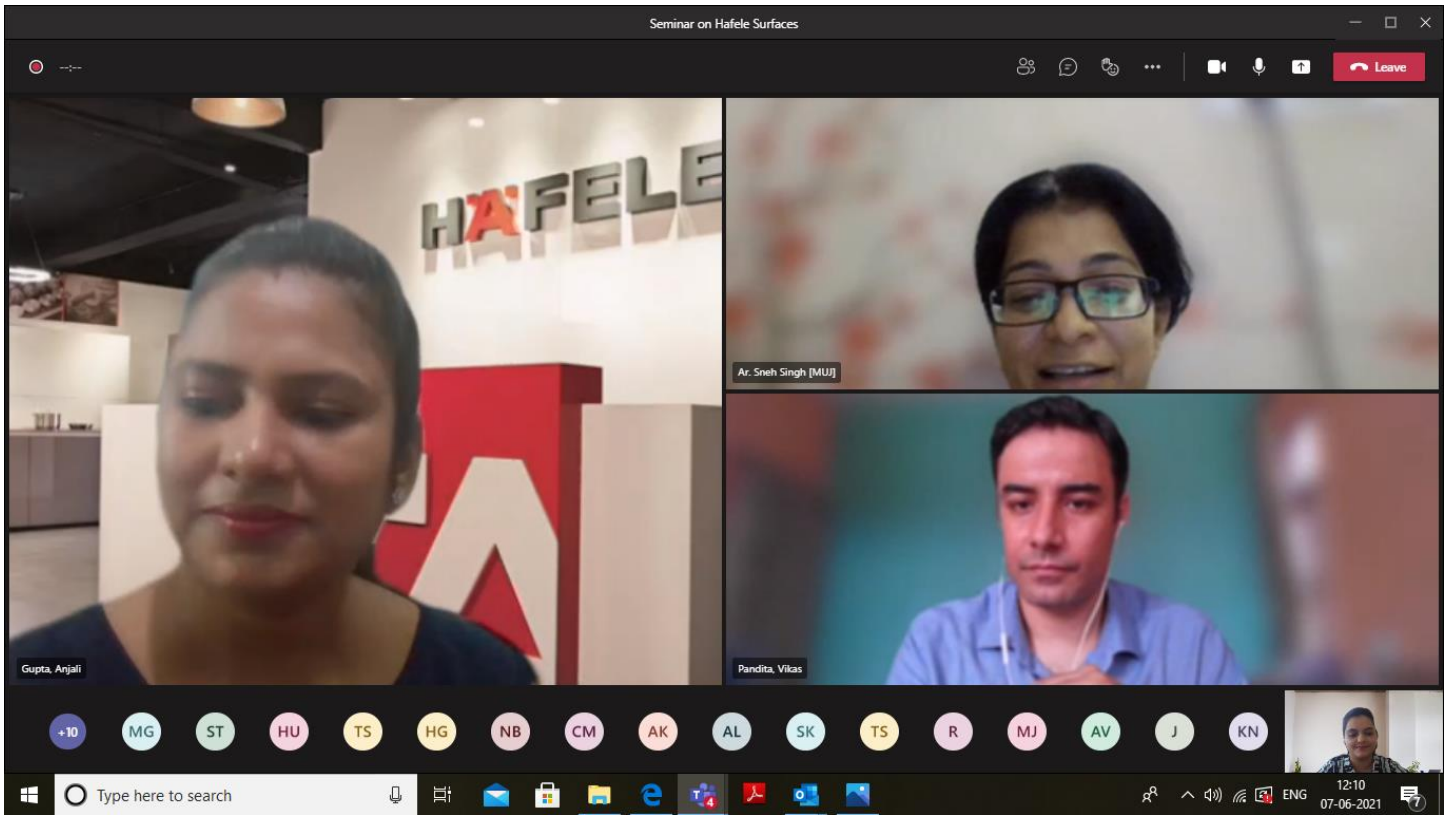 Seminar on Hafele Surfaces
--:--
Leave
HAFELE
Ar. Sneh Singh [MUJ]
Gupta, Anjali
Pandita, Vikas
+10
MG
ST
HU
TS
HG
NB
CM
AK
AL
SK
TS
R
MJ
AV
J
KN
Type here to search
T
4
ENG
12:10
07-06-2021
7